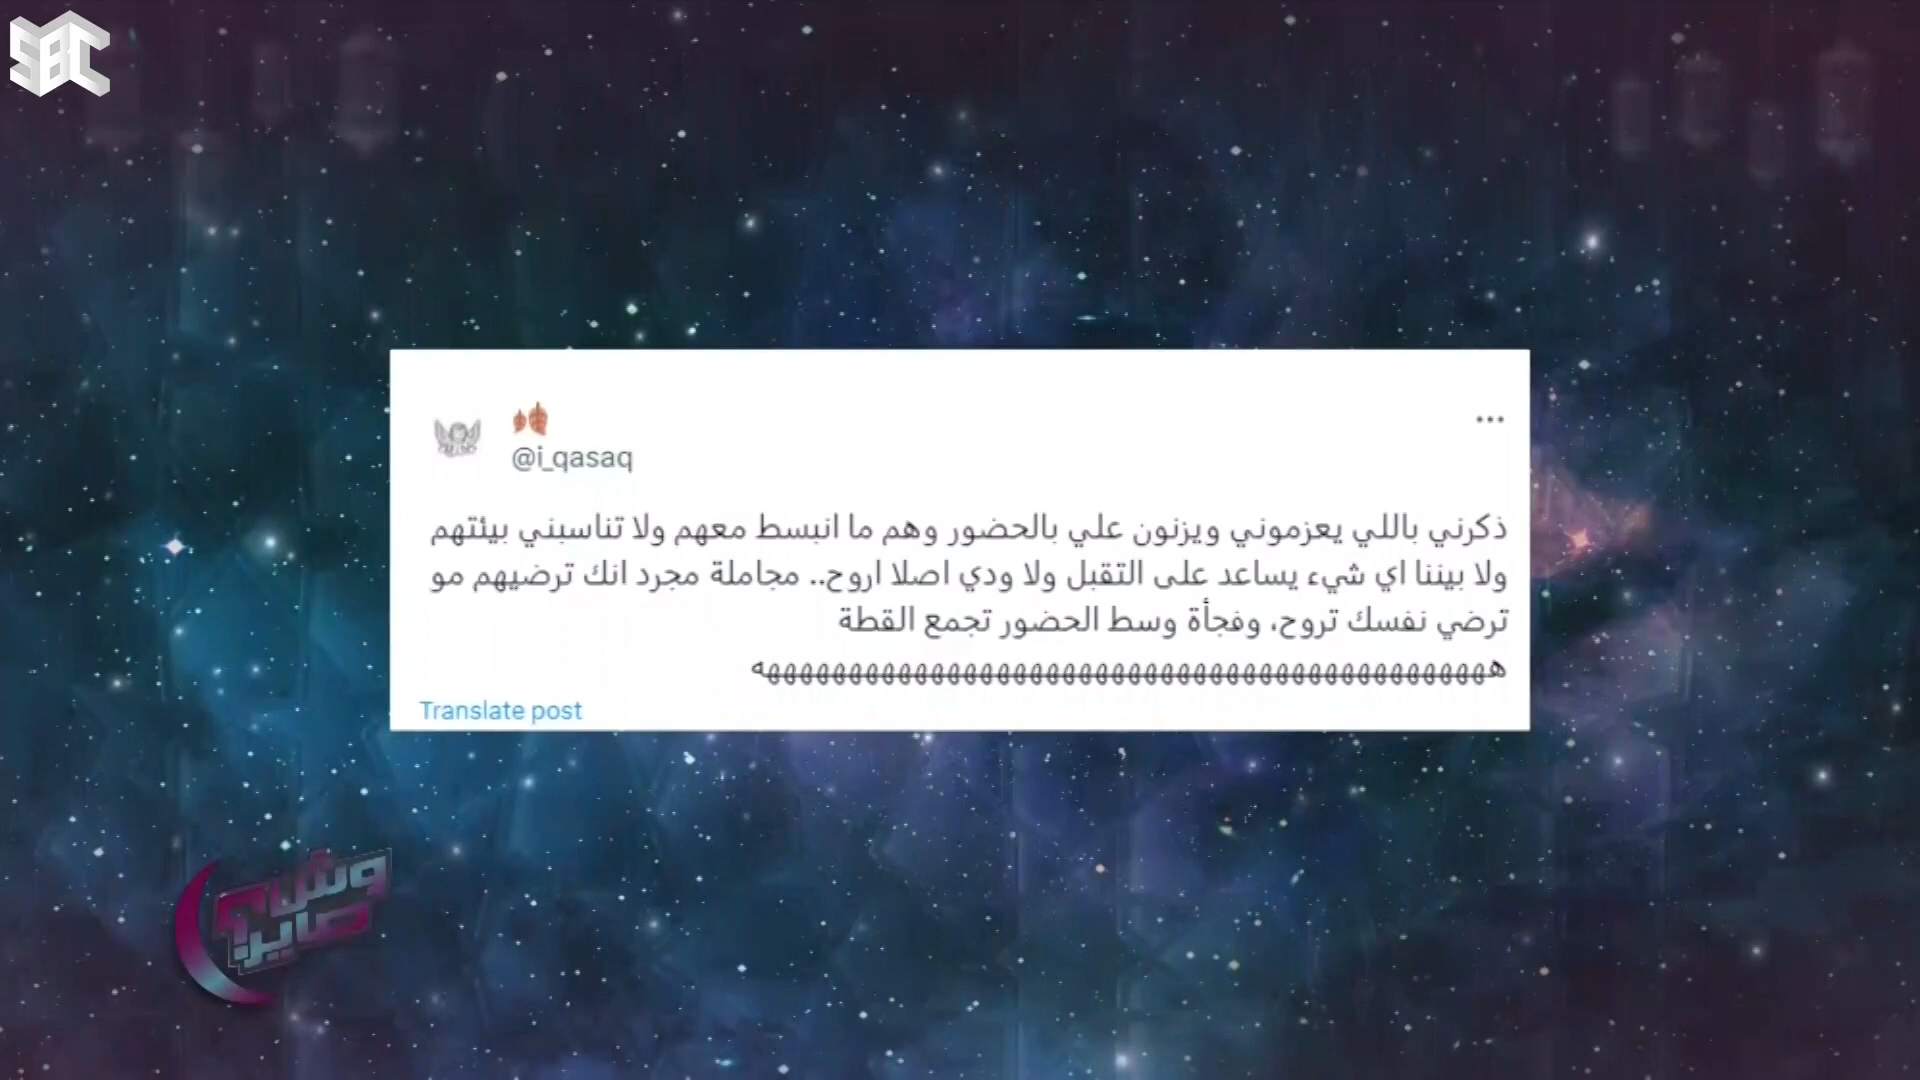 SBC
@i_qasaq
ذكرني باللي يعزموني ويزنون علي بالحضور وهم ما انبسط معهم ولا تناسبني بيئتهم
ولا بيننا اي شيء يساعد على التقبل ولا ودي اصلا اروح.. مجاملة مجرد انك ترضيهم مو
ترضي نفسك تروح، وفجأة وسط الحضور تجمع القطة
هههههههههههههههههههههههههههههههههههههههههههههه
Translate post
وش
صاير؟